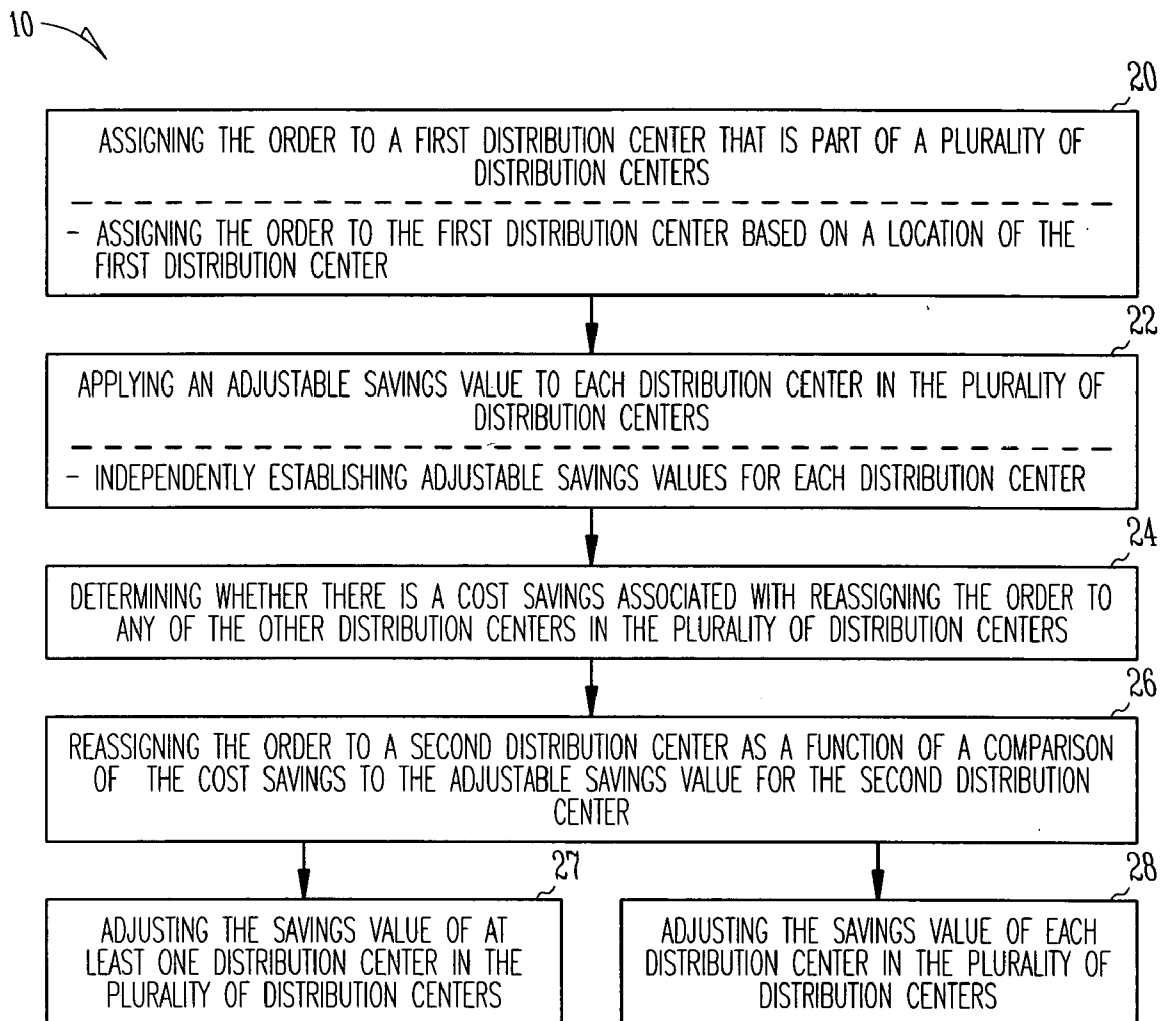 10
20
ASSIGNING THE ORDER TO A FIRST DISTRIBUTION CENTER THAT IS PART OF A PLURALITY OF
DISTRIBUTION CENTERS
- ASSIGNING THE ORDER TO THE FIRST DISTRIBUTION CENTER BASED ON A LOCATION OF THE
FIRST DISTRIBUTION CENTER
22
APPLYING AN ADJUSTABLE SAVINGS VALUE TO EACH DISTRIBUTION CENTER IN THE PLURALITY OF
DISTRIBUTION CENTERS
- INDEPENDENTLY ESTABLISHING ADJUSTABLE SAVINGS VALUES FOR EACH DISTRIBUTION CENTER
24
DETERMINING WHETHER THERE IS A COST SAVINGS ASSOCIATED WITH REASSIGNING THE ORDER TO
ANY OF THE OTHER DISTRIBUTION CENTERS IN THE PLURALITY OF DISTRIBUTION CENTERS
26
REASSIGNING THE ORDER TO A SECOND DISTRIBUTION CENTER AS A FUNCTION OF A COMPARISON
OF THE COST SAVINGS TO THE ADJUSTABLE SAVINGS VALUE FOR THE SECOND DISTRIBUTION
CENTER
27
ADJUSTING THE SAVINGS VALUE OF AT
LEAST ONE DISTRIBUTION CENTER IN THE
PLURALITY OF DISTRIBUTION CENTERS
28
ADJUSTING THE SAVINGS VALUE OF EACH
DISTRIBUTION CENTER IN THE PLURALITY OF
DISTRIBUTION CENTERS